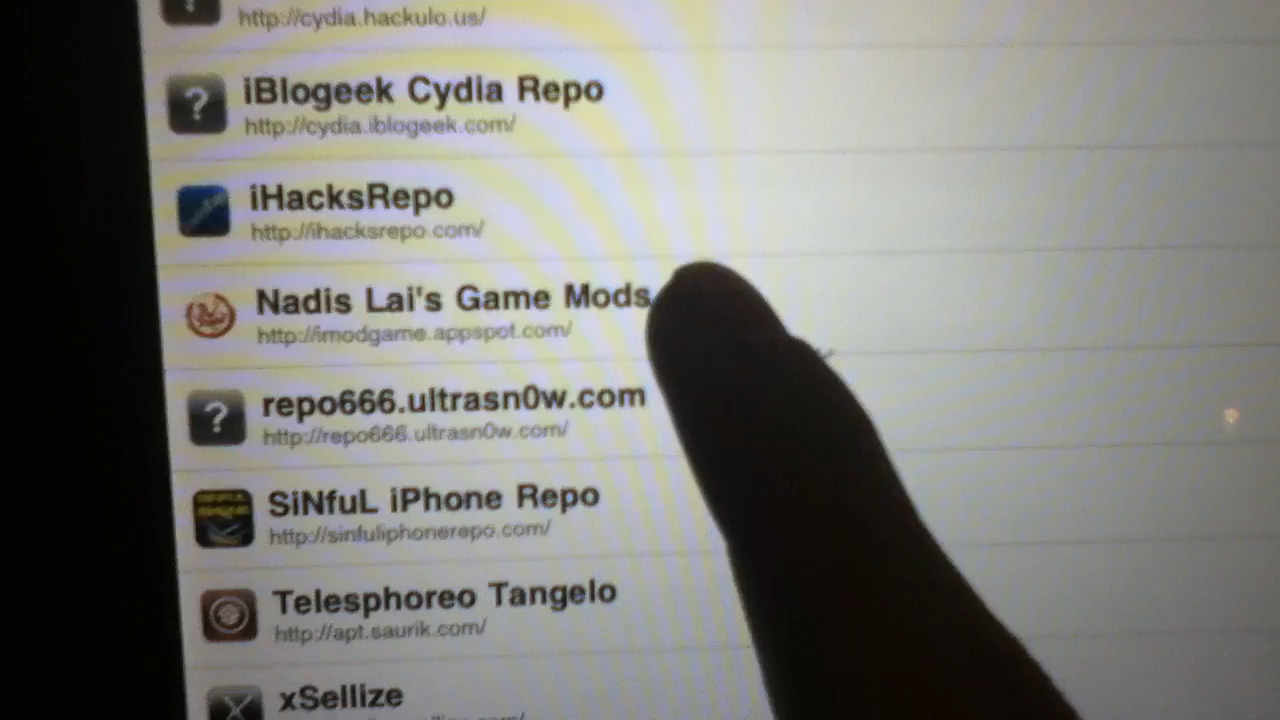 http://cydia.hackulo.us/
iBlogeek Cydia Repo
http://cydia.iblogeek.com/
iHacksRepo
http://ihacksrepo.com/
Nadis Lai's Game Mods
http://imodgame.appspot.com/
repo666.ultrasn0w.com
http://repo666.ultrasn0w.com/
SiNfuL iPhone Repo
http://sinfuliphonerepo.com/
Telesphoreo Tangelo
http://apt.saurik.com/
xSellize